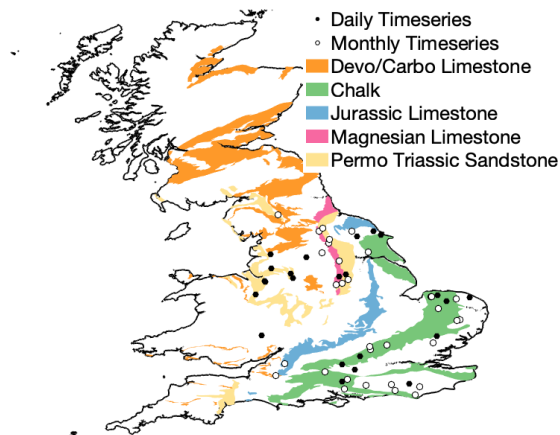 Daily Timeseries
Monthly Timeseries
Devo/Carbo Limestone
Chalk
Jurassic Limestone
Magnesian Limestone
Permo Triassic Sandstone